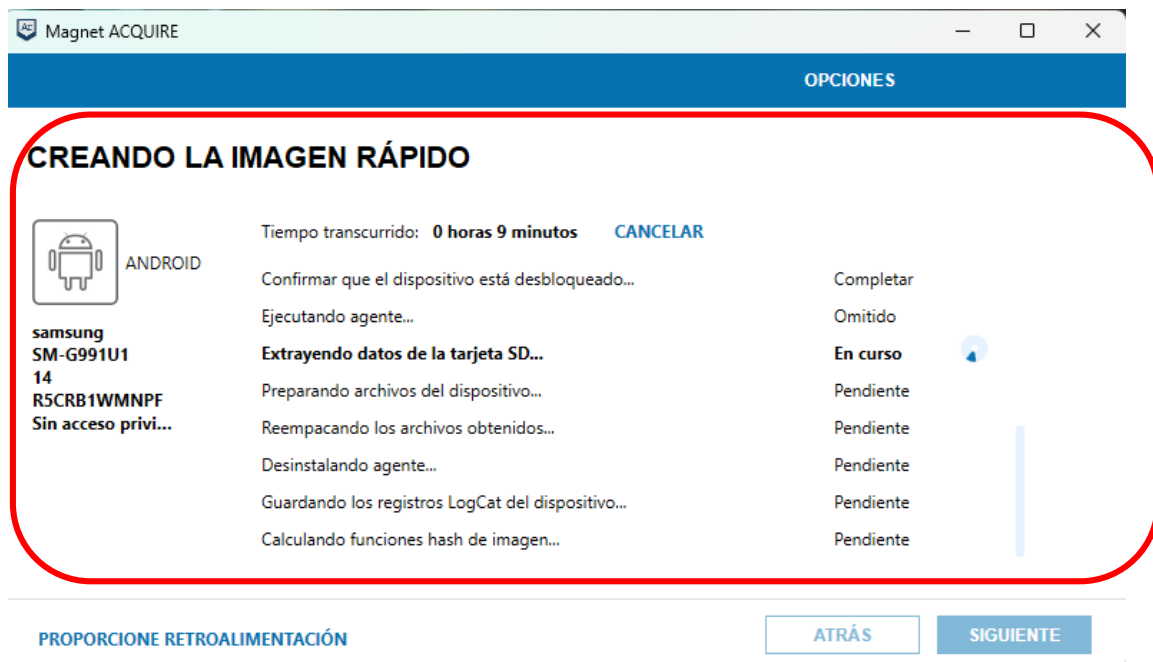 Magnet ACQUIRE
OPCIONES
CREANDO LA IMAGEN RÁPIDO
Tiempo transcurrido: 0 horas 9 minutos CANCELAR
ANDROID
Confirmar que el dispositivo está desbloqueado... Completar
Ejecutando agente... Omitido
samsung
SM-G991U1
Extrayendo datos de la tarjeta SD... En curso
14
R5CRB1WMNPF
Preparando archivos del dispositivo... Pendiente
Sin acceso privi...
Reempacando los archivos obtenidos... Pendiente
Desinstalando agente... Pendiente
Guardando los registros LogCat del dispositivo... Pendiente
Calculando funciones hash de imagen... Pendiente
PROPORCIONE RETROALIMENTACIÓN
ATRÁS
SIGUIENTE